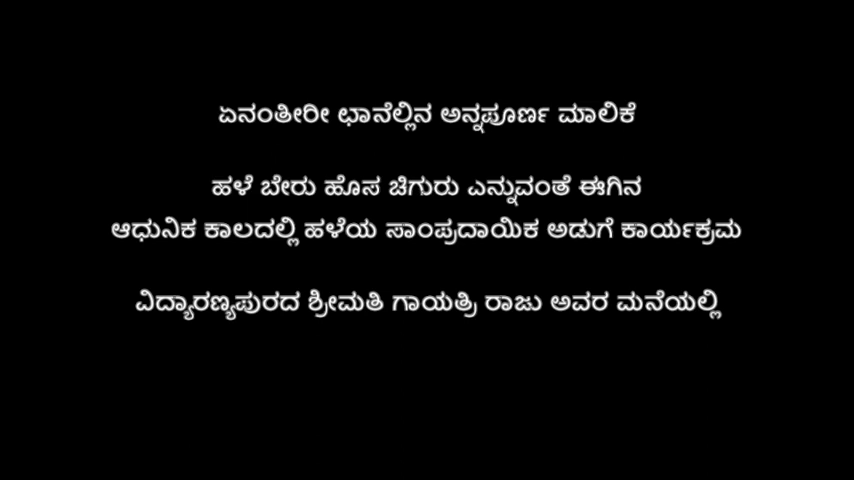 ಏನಂತೀರೀ ಛಾನೆಲ್ಲಿನ ಅನ್ನಪೂರ್ಣ ಮಾಲಿಕೆ
ಹಳೆ ಬೇರು ಹೊಸ ಚಿಗುರು ಎನ್ನುವಂತೆ ಈಗಿನ
ಆಧುನಿಕ ಕಾಲದಲ್ಲಿ ಹಳೆಯ ಸಾಂಪ್ರದಾಯಿಕ ಅಡುಗೆ ಕಾರ್ಯಕ್ರಮ
ವಿದ್ಯಾರಣ್ಯಪುರದ ಶ್ರೀಮತಿ ಗಾಯತ್ರಿ ರಾಜು ಅವರ ಮನೆಯಲ್ಲಿ